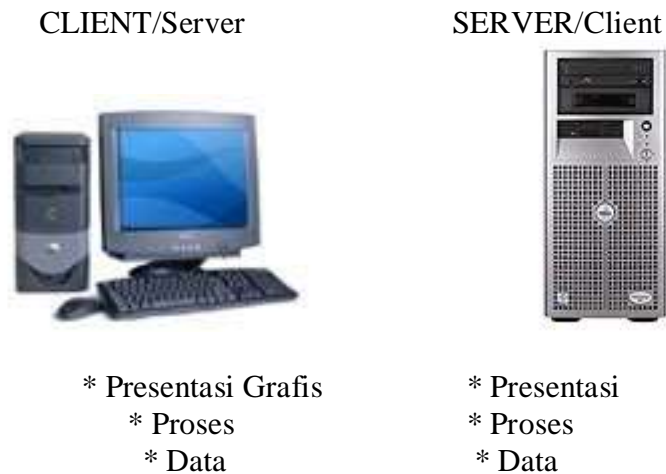 CLIENT/Server
SERVER/Client
* Presentasi Grafis
* Presentasi
* Proses
* Proses
* Data
* Data